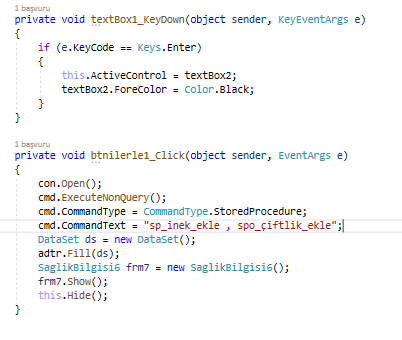 1 başvuru
private void textBox1_KeyDown(object sender, KeyEventArgs e)
{
if (e.KeyCode == Keys.Enter)
{
this.ActiveControl = textBox2;
textBox2.ForeColor = Color.Black;
}
}
1 başvuru
private void btnilerle1_Click(object sender, EventArgs e)
{
con.Open();
cmd.ExecuteNonQuery();
cmd.CommandType = CommandType.StoredProcedure;
cmd.CommandText = "sp_inek_ekle , spo_çiftlik_ekle";
DataSet ds = new DataSet();
adtr.Fill(ds);
SaglikBilgisi6 frm7 = new SaglikBilgisi6();
frm7.Show();
this.Hide();
}